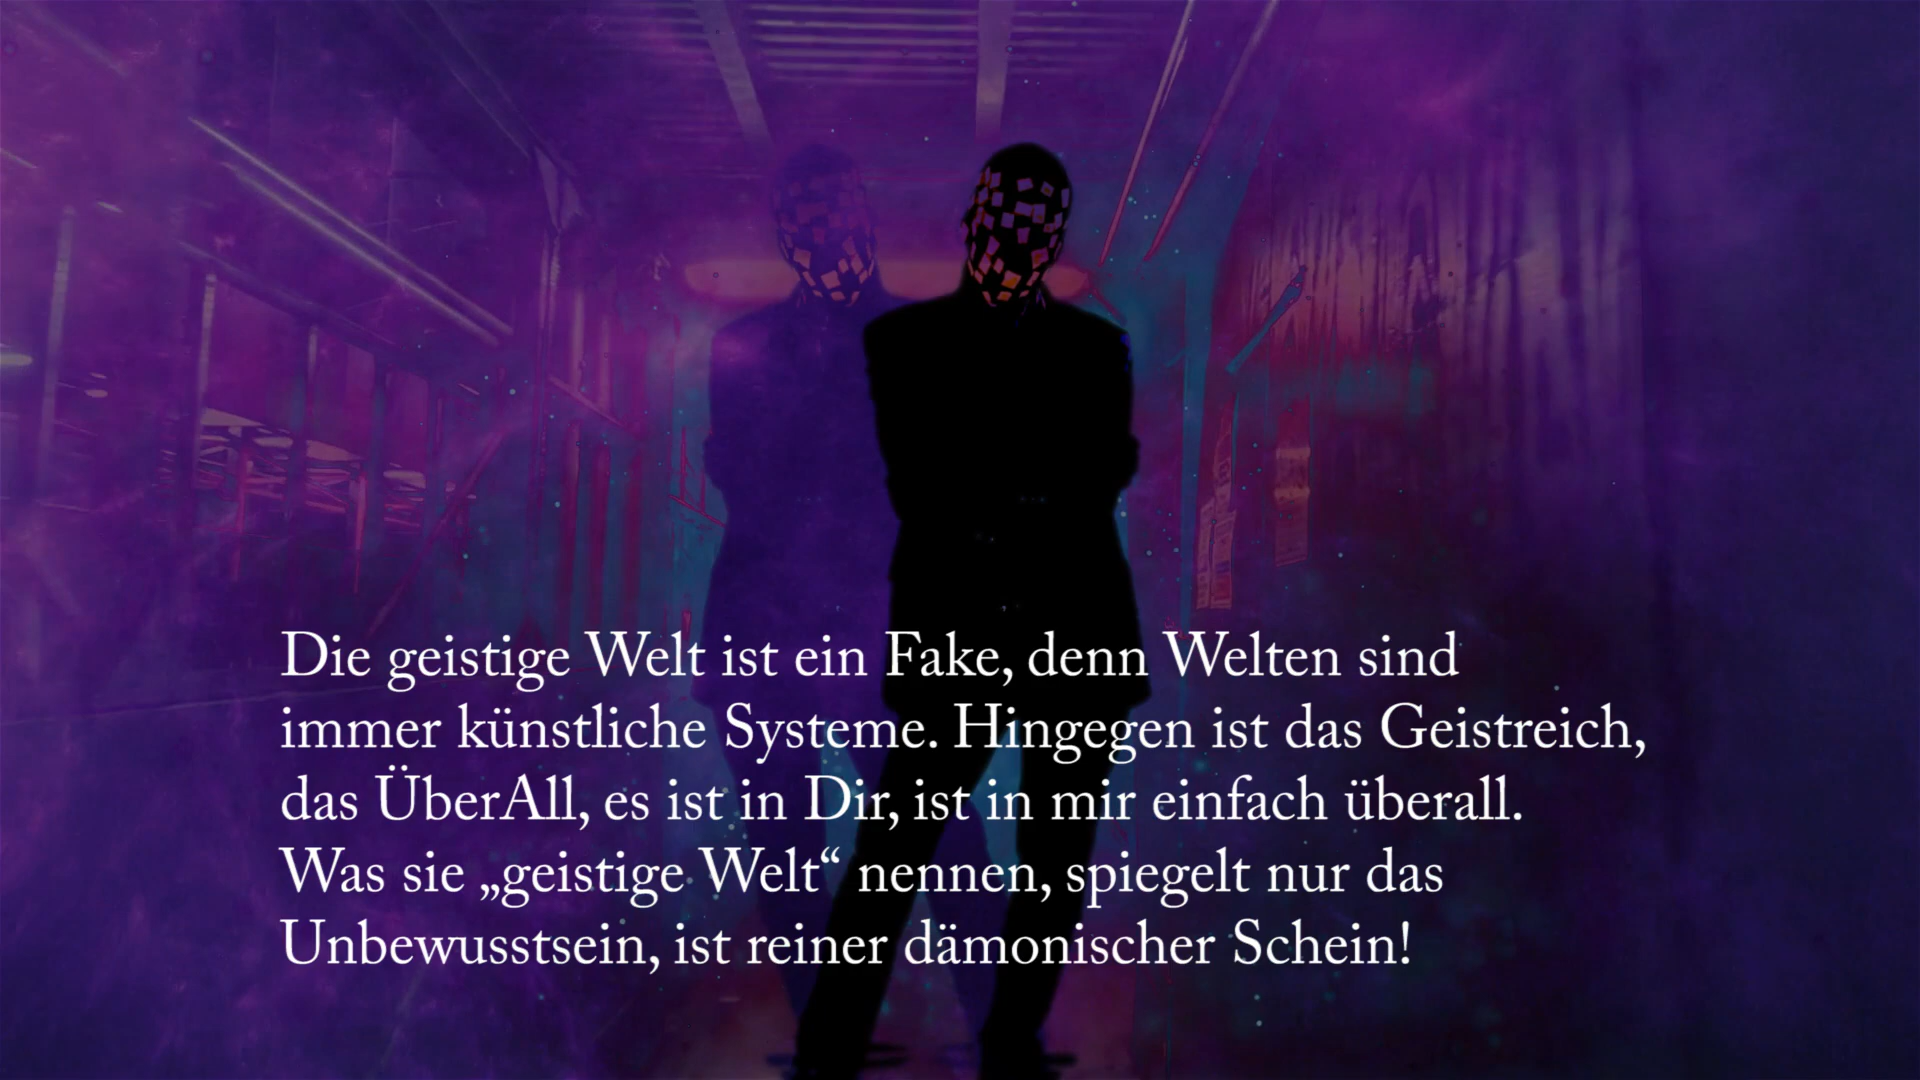 Die geistige Welt ist ein Fake, denn Welten sind
immer künstliche Systeme. Hingegen ist das Geistreich,
das ÜberAll, es ist in Dir, ist in mir einfach überall.
Was sie „geistige Welt“ nennen, spiegelt nur das
Unbewusstsein, ist reiner dämonischer Schein!